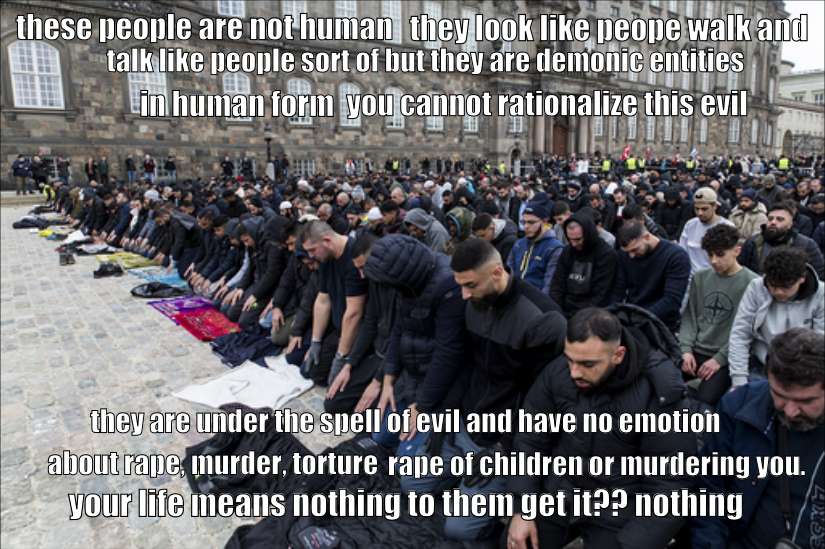 these people are not human they look like peope walk and
talk like people sort of but they are demonic entities
in human form you cannot rationalize this evil
they are under the spell of evil and have no emotion
about rape, murder, torture rape of children or murdering you.
your life means nothing to them get it?? nothing